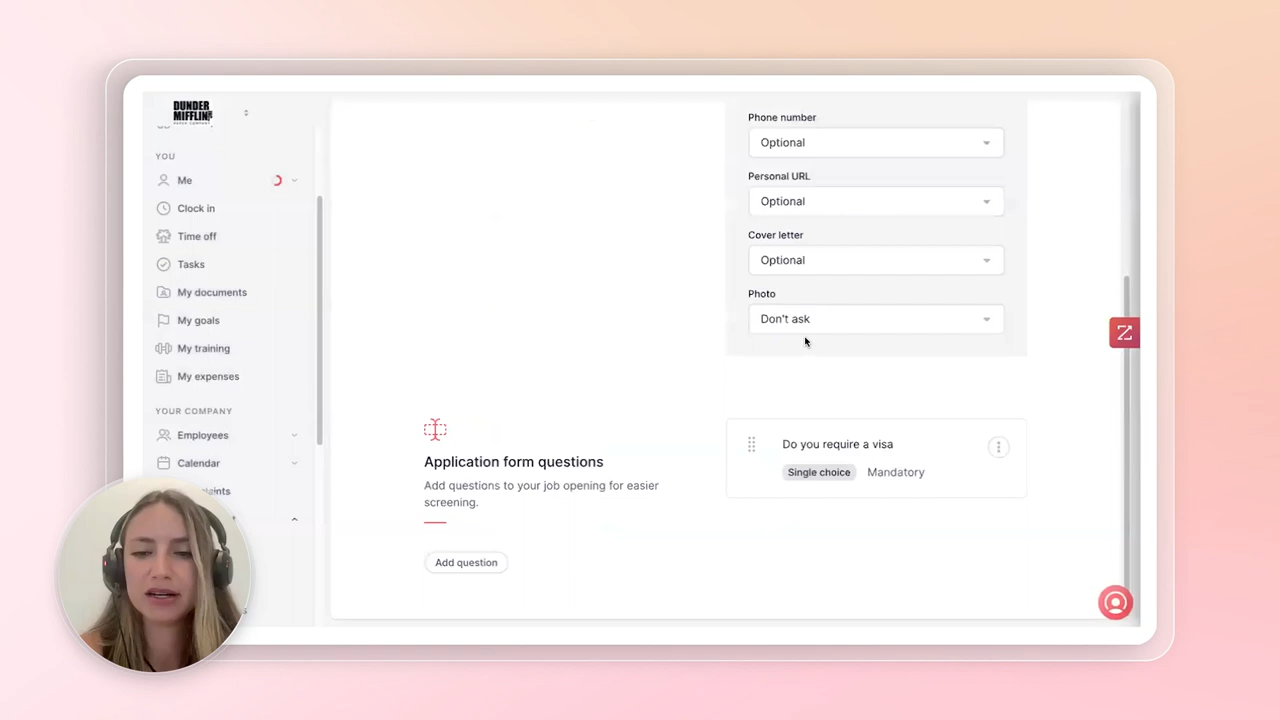 DUNDER
MIFFLIN
YOU
Me
Clock in
Time off
Tasks
My documents
My goals
My training
My expenses
YOUR COMPANY
Employees
Calendar
Phone number
Optional
Personal URL
Optional
Cover letter
Optional
Photo
Don't ask
Application form questions
Add questions to your job opening for easier
screening.
Add question
Do you require a visa
Single choice Mandatory